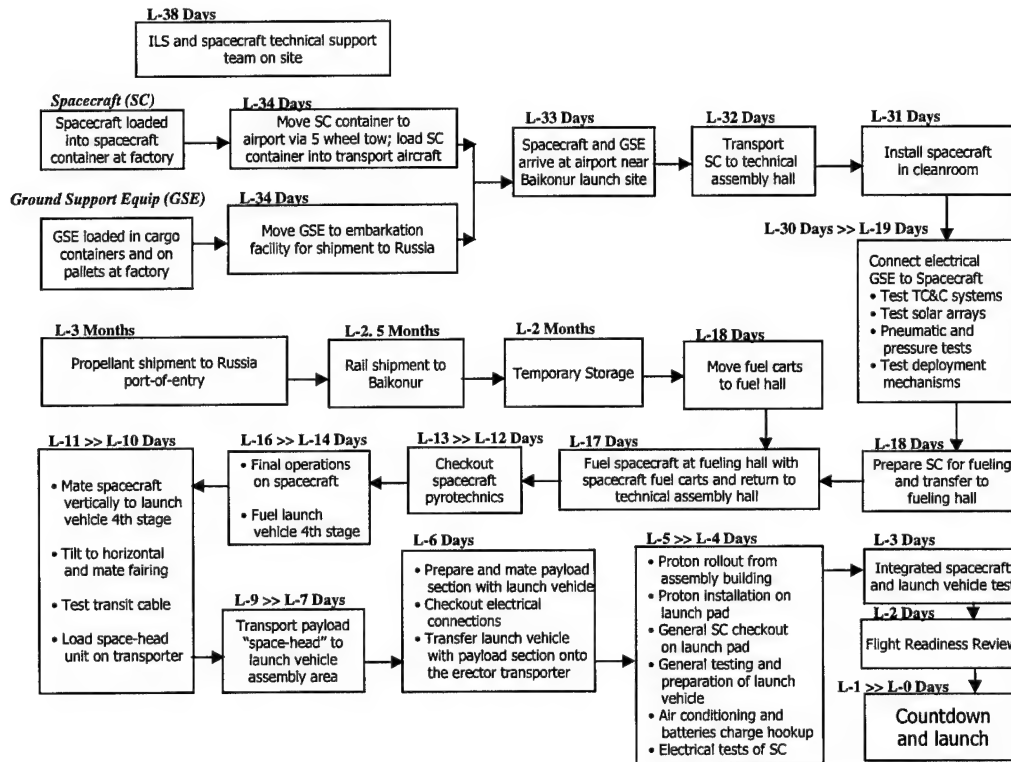 L-38 Days
ILS and spacecraft technical support
team on site
Spacecraft (SC)
Spacecraft loaded
into spacecraft
container at factory
L-34 Days
Move SC container to
airport via 5 wheel tow; load SC
container into transport aircraft
L-33 Days
Spacecraft and GSE
arrive at airport near
Baikonur launch site
L-32 Days
Transport
SC to technical
assembly hall
L-31 Days
Install spacecraft
in cleanroom
Ground Support Equip (GSE)
GSE loaded in cargo
containers and on
pallets at factory
L-34 Days
Move GSE to embarkation
facility for shipment to Russia
L-30 Days >> L-19 Days
Connect electrical
GSE to Spacecraft
• Test TC&C systems
• Test solar arrays
• Pneumatic and
pressure tests
• Test deployment
mechanisms
L-3 Months
Propellant shipment to Russia
port-of-entry
L-2. 5 Months
Rail shipment to
Baikonur
L-2 Months
Temporary Storage
L-18 Days
Move fuel carts
to fuel hall
L-18 Days
Prepare SC for fueling
and transfer to
fueling hall
L-17 Days
Fuel spacecraft at fueling hall with
spacecraft fuel carts and return to
technical assembly hall
L-13 >> L-12 Days
Checkout
spacecraft
pyrotechnics
L-16 >> L-14 Days
• Final operations
on spacecraft
• Fuel launch
vehicle 4th stage
L-11 >> L-10 Days
• Mate spacecraft
vertically to launch
vehicle 4th stage
• Tilt to horizontal
and mate fairing
• Test transit cable
• Load space-head
unit on transporter
L-9 >> L-7 Days
Transport payload
"space-head" to
launch vehicle
assembly area
L-6 Days
• Prepare and mate payload
section with launch vehicle
• Checkout electrical
connections
• Transfer launch vehicle
with payload section onto
the erector transporter
L-5 >> L-4 Days
• Proton rollout from
assembly building
• Proton installation on
launch pad
• General SC checkout
on launch pad
• General testing and
preparation of launch
vehicle
• Air conditioning and
batteries charge hookup
• Electrical tests of SC
L-3 Days
Integrated spacecraft
and launch vehicle test
L-2 Days
Flight Readiness Review
L-1 >> L-0 Days
Countdown
and launch